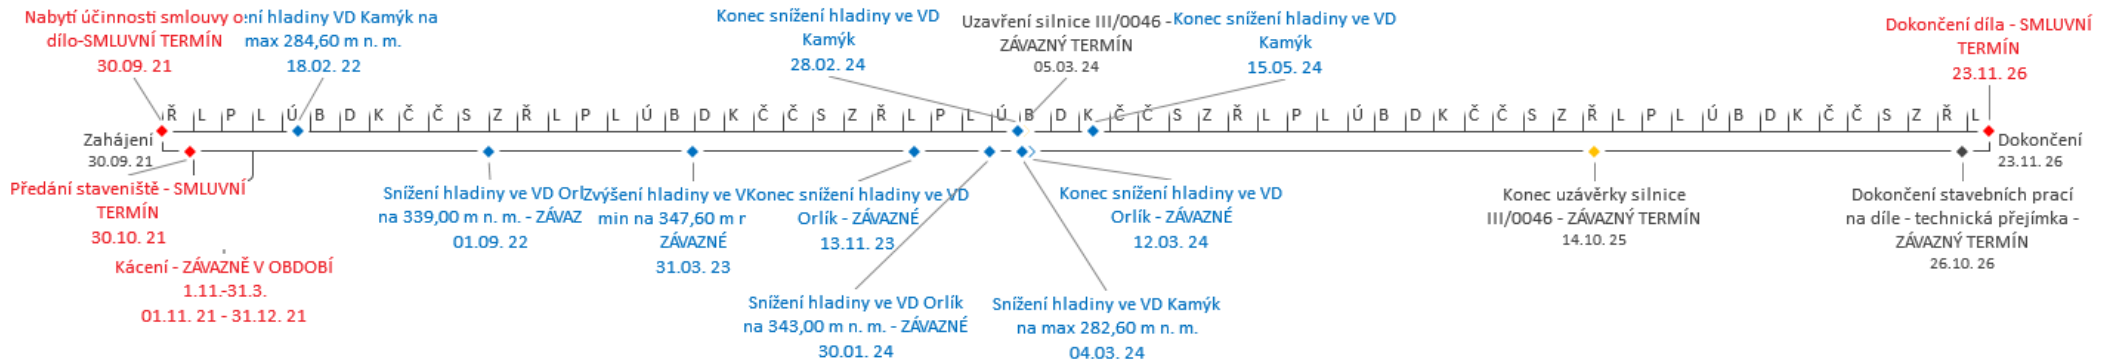 Nabytí účinnosti smlouvy o
dílo-SMLUVNÍ TERMÍN
30.09. 21
hladiny VD Kamýk na
max 284,60 m n. m.
18.02. 22
Konec snížení hladiny ve VD
Kamýk
28.02. 24
Uzavření silnice III/0046 -
ZÁVAZNÝ TERMÍN
05.03. 24
Konec snížení hladiny ve VD
Kamýk
15.05. 24
Dokončení díla - SMLUVNÍ
TERMÍN
23.11. 26
Ř L P L Ú B D K Č Č S Z Ř L P L Ú B D K Č Č S Z Ř L P L Ú B D K Č Č S Z Ř L P L Ú B D K Č Č S Z Ř L P L Ú B D K Č Č S Z Ř L
Zahájení
30.09. 21
Dokončení
23.11. 26
Předání staveniště - SMLUVNÍ
TERMÍN
30.10. 21
Kácení - ZÁVAZNĚ V OBDOBÍ
1.11.-31.3.
01.11. 21 - 31.12. 21
Snížení hladiny ve VD Orl
na 339,00 m n. m. - ZÁVAZ
01.09. 22
Zvýšení hladiny ve V
min na 347,60 m
ZÁVAZNÉ
31.03. 23
Konec snížení hladiny ve VD
Orlík - ZÁVAZNÉ
13.11. 23
Snížení hladiny ve VD Orlík
na 343,00 m n. m. - ZÁVAZNÉ
30.01. 24
Snížení hladiny ve VD Kamýk
na max 282,60 m n. m.
04.03. 24
Konec snížení hladiny ve VD
Orlík - ZÁVAZNÉ
12.03. 24
Konec uzávěrky silnice
III/0046 - ZÁVAZNÝ TERMÍN
14.10. 25
Dokončení stavebních prací
na díle - technická přejímka -
ZÁVAZNÝ TERMÍN
26.10. 26